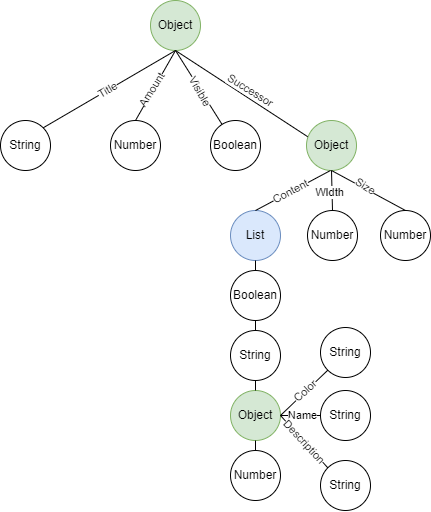 Object
Title
Amount
Visible
Successor
String
Number
Boolean
Object
Content
WIdth
Size
List
Number
Number
Boolean
String
Object
Color
Name
Description
String
String
String
Number